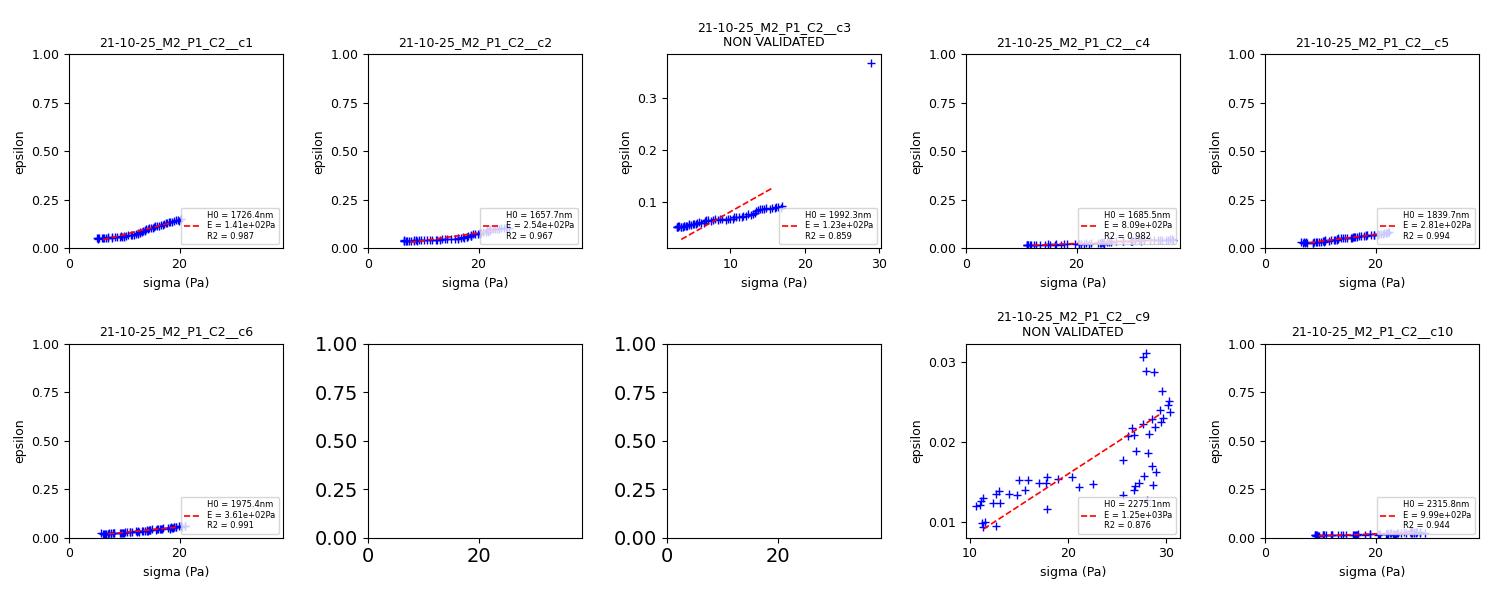 21-10-25_M2_P1_C2__c1
1.00
0.75
0.50
0.25
0.00
epsilon
0
20
sigma (Pa)
H0 = 1726.4nm
E = 1.41e+02Pa
R2 = 0.987
21-10-25_M2_P1_C2__c2
1.00
0.75
0.50
0.25
0.00
epsilon
0
20
sigma (Pa)
H0 = 1657.7nm
E = 2.54e+02Pa
R2 = 0.967
21-10-25_M2_P1_C2__c3
NON VALIDATED
0.3
0.2
0.1
epsilon
10
20
30
sigma (Pa)
H0 = 1992.3nm
E = 1.23e+02Pa
R2 = 0.859
21-10-25_M2_P1_C2__c4
1.00
0.75
0.50
0.25
0.00
epsilon
0
20
sigma (Pa)
H0 = 1685.5nm
E = 8.09e+02Pa
R2 = 0.982
21-10-25_M2_P1_C2__c5
1.00
0.75
0.50
0.25
0.00
epsilon
0
20
sigma (Pa)
H0 = 1839.7nm
E = 2.81e+02Pa
R2 = 0.994
21-10-25_M2_P1_C2__c6
1.00
0.75
0.50
0.25
0.00
epsilon
0
20
sigma (Pa)
H0 = 1975.4nm
E = 3.61e+02Pa
R2 = 0.991
1.00
0.75
0.50
0.25
0.00
0
20
1.00
0.75
0.50
0.25
0.00
0
20
21-10-25_M2_P1_C2__c9
NON VALIDATED
0.03
0.02
0.01
epsilon
10
20
30
sigma (Pa)
H0 = 2275.1nm
E = 1.25e+03Pa
R2 = 0.876
21-10-25_M2_P1_C2__c10
1.00
0.75
0.50
0.25
0.00
epsilon
0
20
sigma (Pa)
H0 = 2315.8nm
E = 9.99e+02Pa
R2 = 0.944